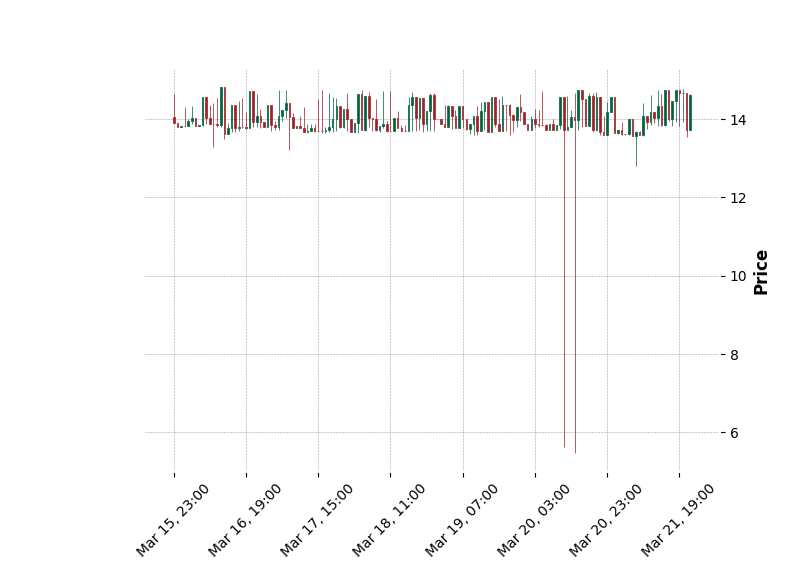 14
12
10
8
6
Price
Mar 15, 23:00
Mar 16, 19:00
Mar 17, 15:00
Mar 18, 11:00
Mar 19, 07:00
Mar 20, 03:00
Mar 20, 23:00
Mar 21, 19:00